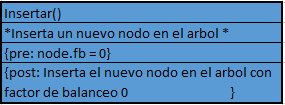 Insertar()
*Inserta un nuevo nodo en el arbol *
{pre: node.fb = 0}
{post: Inserta el nuevo nodo en el arbol con
factor de balanceo 0 }